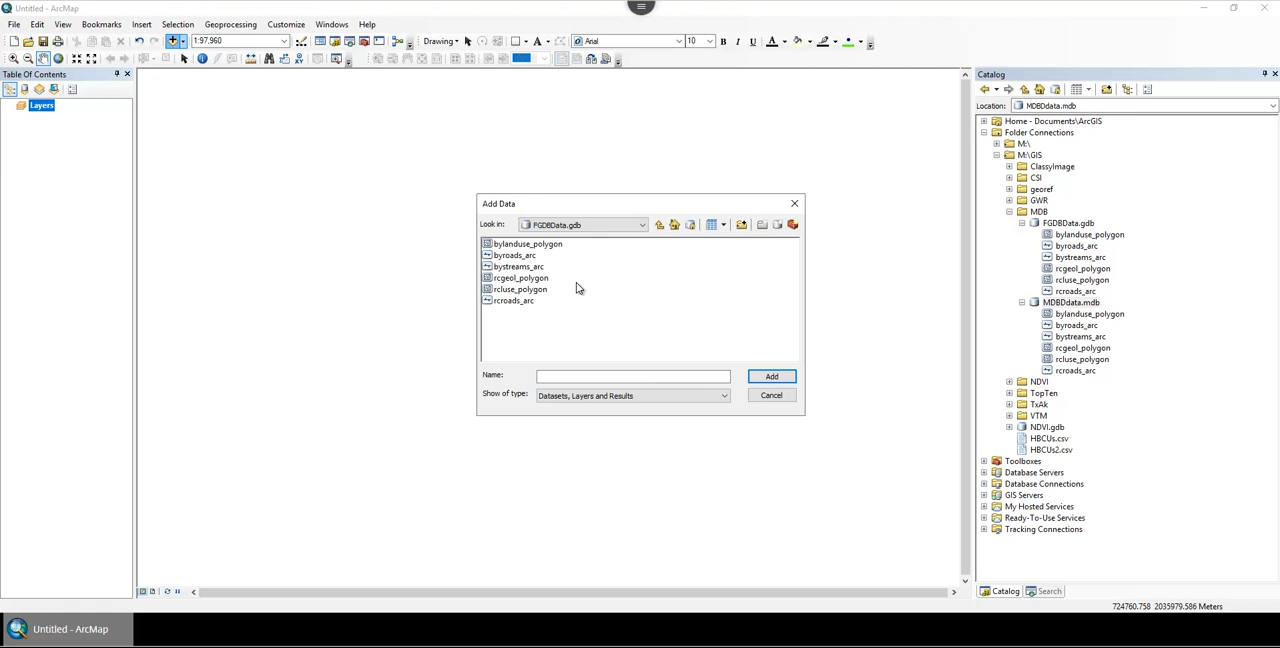 Untitled - ArcMap
File Edit View Bookmarks Insert Selection Geoprocessing Customize Windows Help
1:97,960 Drawing Arial 10 B I U A
Table Of Contents
Layers
Add Data
Look in: FGDBData.gdb
bylanduse_polygon
byroads_arc
bystreams_arc
rcgeol_polygon
rcluse_polygon
rcroads_arc
Name:
Add
Show of type: Datasets, Layers and Results
Cancel
Catalog
Location: MDBDdata.mdb
Home - Documents\ArcGIS
Folder Connections
M:\
M:\GIS
ClassyImage
CSI
georef
GWR
MDB
FGDBData.gdb
bylanduse_polygon
byroads_arc
bystreams_arc
rcgeol_polygon
rcluse_polygon
rcroads_arc
MDBDdata.mdb
bylanduse_polygon
byroads_arc
bystreams_arc
rcgeol_polygon
rcluse_polygon
rcroads_arc
NDVI
TopTen
TxAk
VTM
NDVI.gdb
HBCUs.csv
HBCUs2.csv
Toolboxes
Database Servers
Database Connections
GIS Servers
My Hosted Services
Ready-To-Use Services
Tracking Connections
Catalog Search
724760.758 2035979.586 Meters
Untitled - ArcMap